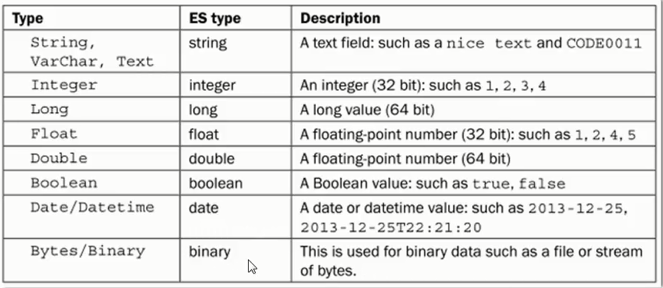 Type ES type Description
String, string A text field: such as a nice text and CODE0011
VarChar, Text
Integer integer An integer (32 bit): such as 1, 2, 3, 4
Long long A long value (64 bit)
Float float A floating-point number (32 bit): such as 1, 2, 4, 5
Double double A floating-point number (64 bit)
Boolean boolean A Boolean value: such as true, false
Date/Datetime date A date or datetime value: such as 2013-12-25,
2013-12-25T22:21:20
Bytes/Binary binary This is used for binary data such as a file or stream
of bytes.